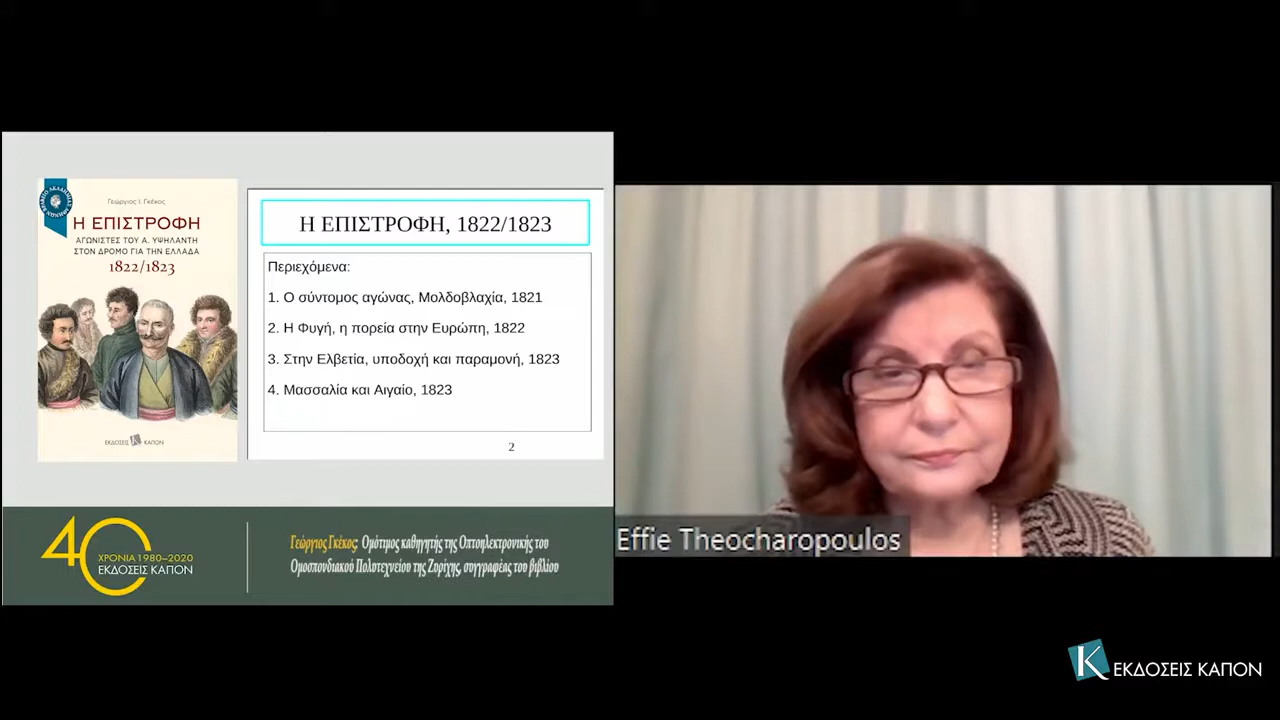 Γεώργιος Ι. Γκέκος
Η ΕΠΙΣΤΡΟΦΗ
ΑΓΩΝΙΣΤΕΣ ΤΟΥ Α. ΥΨΗΛΑΝΤΗ
ΣΤΟΝ ΔΡΟΜΟ ΓΙΑ ΤΗΝ ΕΛΛΑΔΑ
1822/1823
ΕΚΔΟΣΕΙΣ Κ ΚΑΠΟΝ
Η ΕΠΙΣΤΡΟΦΗ, 1822/1823
Περιεχόμενα:
1. Ο σύντομος αγώνας, Μολδοβλαχία, 1821
2. Η Φυγή, η πορεία στην Ευρώπη, 1822
3. Στην Ελβετία, υποδοχή και παραμονή, 1823
4. Μασσαλία και Αιγαίο, 1823
2
40
ΧΡΟΝΙΑ 1980–2020
ΕΚΔΟΣΕΙΣ ΚΑΠΟΝ
Γεώργιος Γκέκος: Ομότιμος καθηγητής της Οπτοηλεκτρονικής του
Ομοσπονδιακού Πολυτεχνείου της Ζυρίχης, συγγραφέας του βιβλίου
Effie Theocharopoulos
Κ ΕΚΔΟΣΕΙΣ ΚΑΠΟΝ